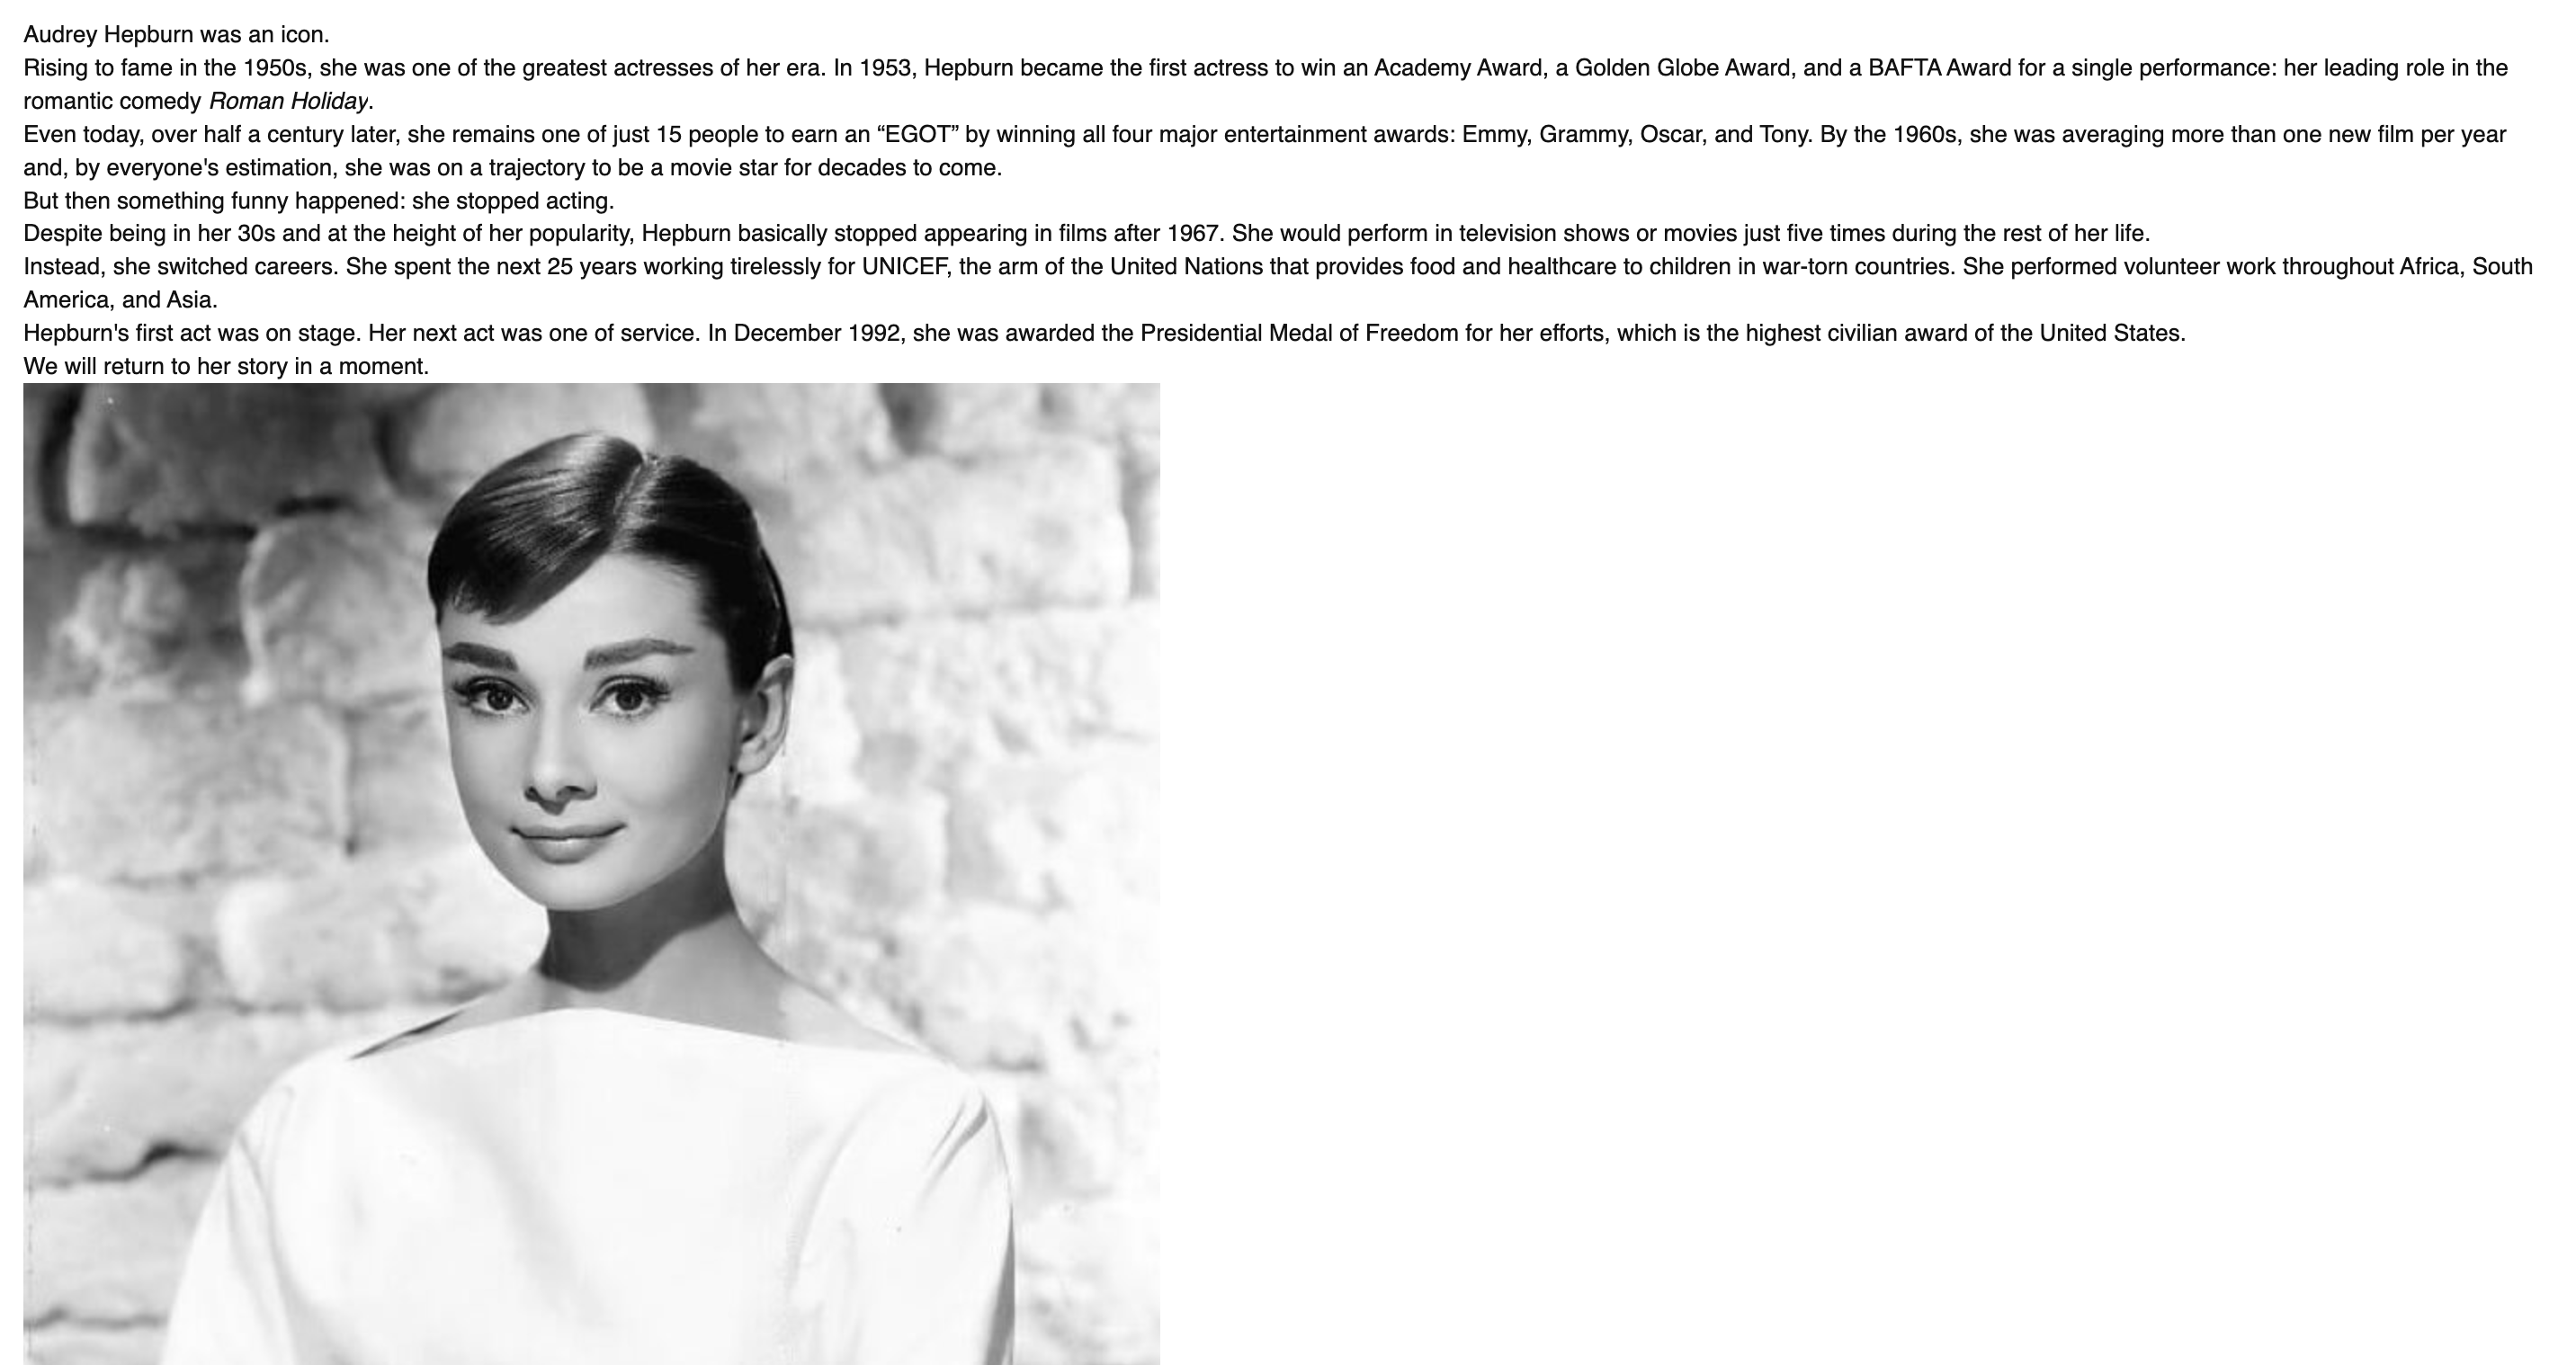 Audrey Hepburn was an icon.
Rising to fame in the 1950s, she was one of the greatest actresses of her era. In 1953, Hepburn became the first actress to win an Academy Award, a Golden Globe Award, and a BAFTA Award for a single performance: her leading role in the
romantic comedy Roman Holiday.
Even today, over half a century later, she remains one of just 15 people to earn an “EGOT” by winning all four major entertainment awards: Emmy, Grammy, Oscar, and Tony. By the 1960s, she was averaging more than one new film per year
and, by everyone's estimation, she was on a trajectory to be a movie star for decades to come.
But then something funny happened: she stopped acting.
Despite being in her 30s and at the height of her popularity, Hepburn basically stopped appearing in films after 1967. She would perform in television shows or movies just five times during the rest of her life.
Instead, she switched careers. She spent the next 25 years working tirelessly for UNICEF, the arm of the United Nations that provides food and healthcare to children in war-torn countries. She performed volunteer work throughout Africa, South
America, and Asia.
Hepburn's first act was on stage. Her next act was one of service. In December 1992, she was awarded the Presidential Medal of Freedom for her efforts, which is the highest civilian award of the United States.
We will return to her story in a moment.